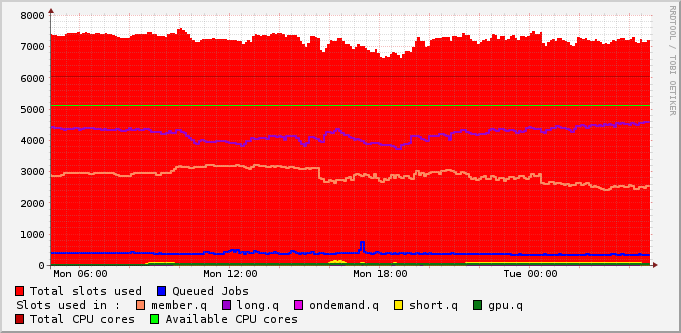 8000
7000
6000
5000
4000
3000
2000
1000
0
Mon 06:00 Mon 12:00 Mon 18:00 Tue 00:00
RRDTOOL / TOBI OETIKER
Total slots used Queued Jobs
Slots used in : member.q long.q ondemand.q short.q gpu.q
Total CPU cores Available CPU cores